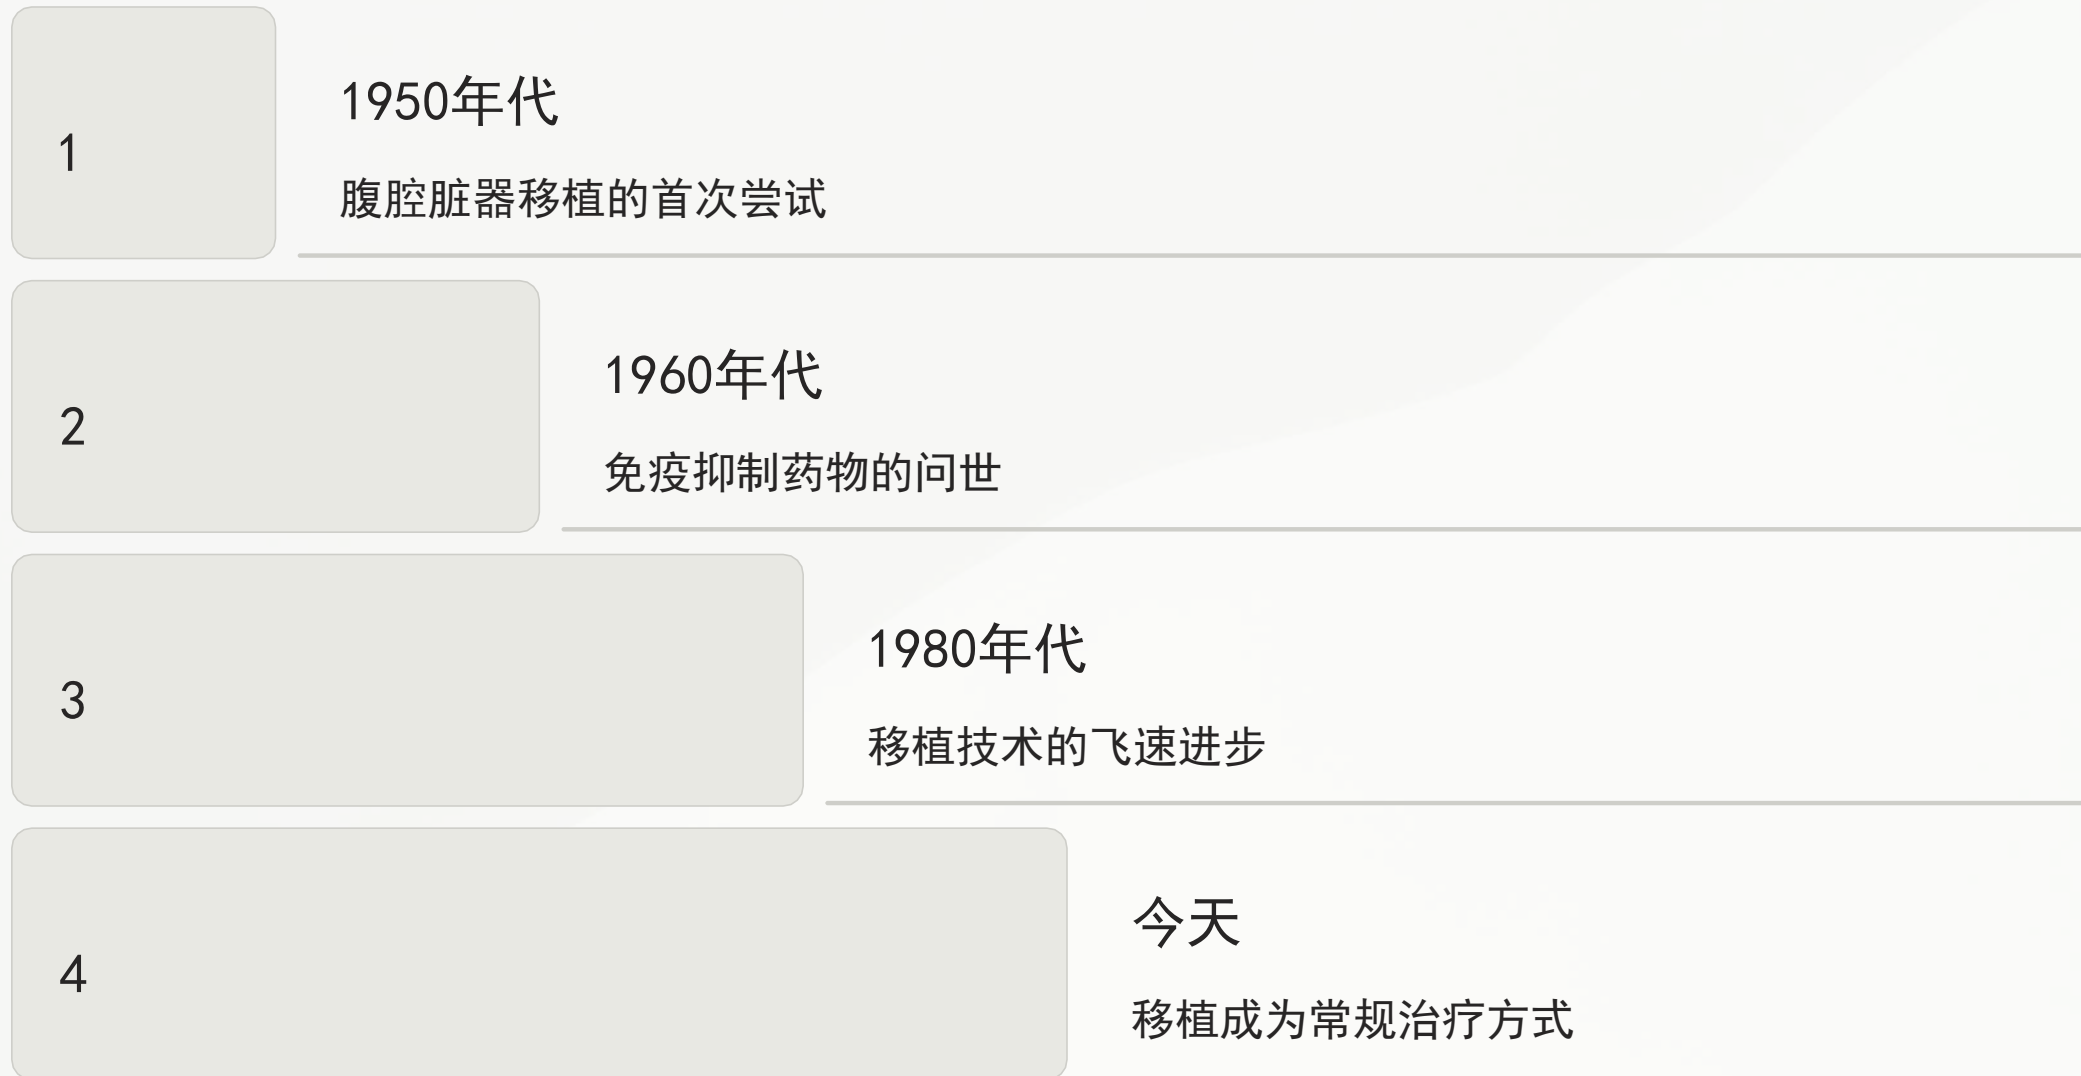 1
1950年代
腹腔脏器移植的首次尝试
2
1960年代
免疫抑制药物的问世
3
1980年代
移植技术的飞速进步
4
今天
移植成为常规治疗方式